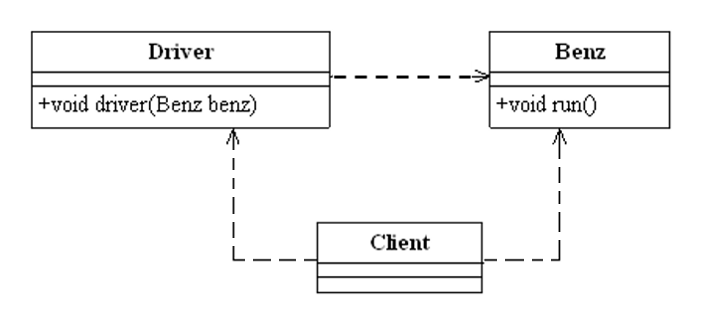 Driver
+void driver(Benz benz)
Benz
+void run()
Client